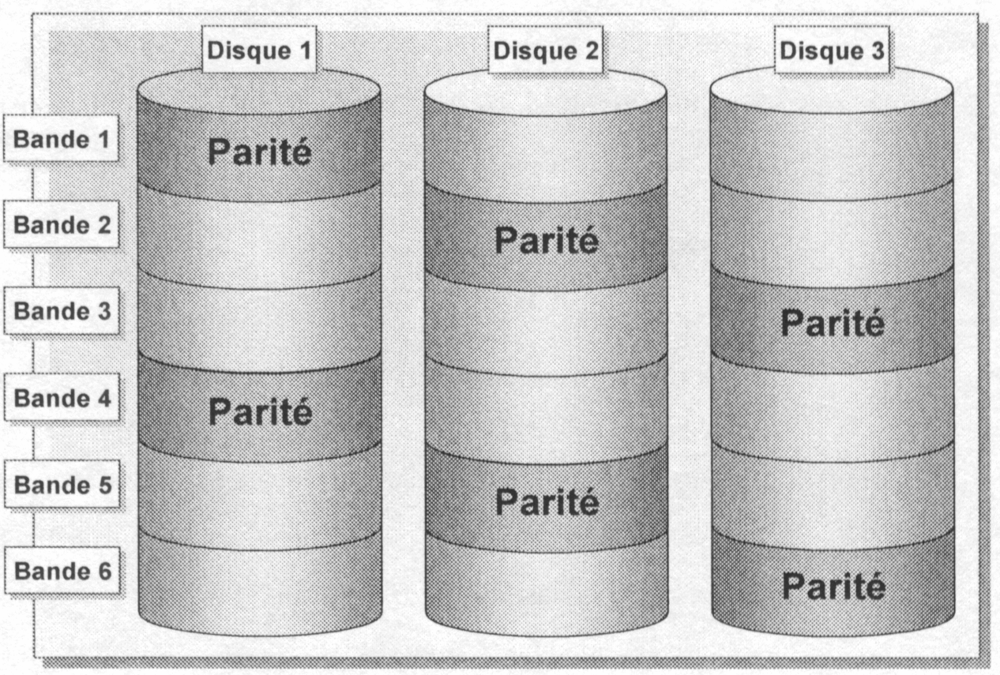 Disque 1
Disque 2
Disque 3
Bande 1
Parité
Bande 2
Parité
Bande 3
Parité
Bande 4
Parité
Bande 5
Parité
Bande 6
Parité